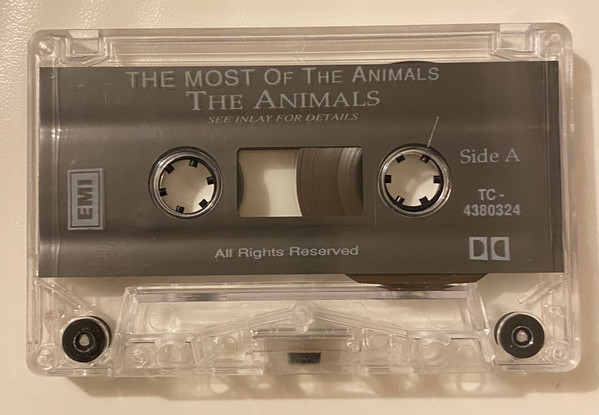 THE MOST OF THE ANIMALS
THE ANIMALS
SEE INLAY FOR DETAILS
EMI
Side A
TC -
4380324
All Rights Reserved